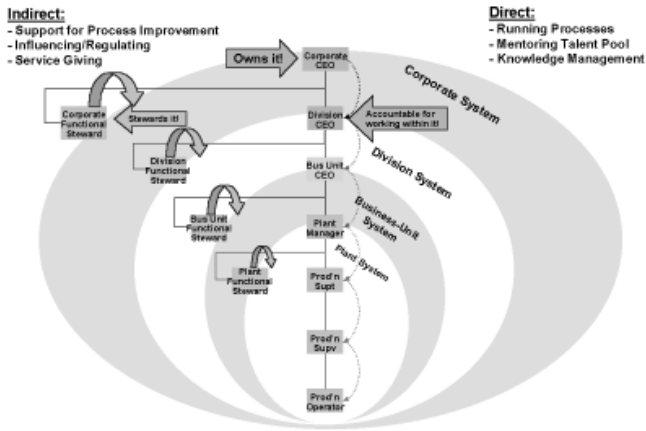 Indirect:
- Support for Process Improvement
- Influencing/Regulating
- Service Giving
Direct:
- Running Processes
- Mentoring Talent Pool
- Knowledge Management
Owns it!
Corporate
CEO
Corporate System
Corporate
Functional
Steward
Stewards it!
Division
CEO
Accountable for
working within it!
Division System
Division
Functional
Steward
Bus Unit
CEO
Business-Unit
System
Bus Unit
Functional
Steward
Plant
Manager
Plant System
Plant
Functional
Steward
Prod'n
Supt
Prod'n
Supv
Prod'n
Operator